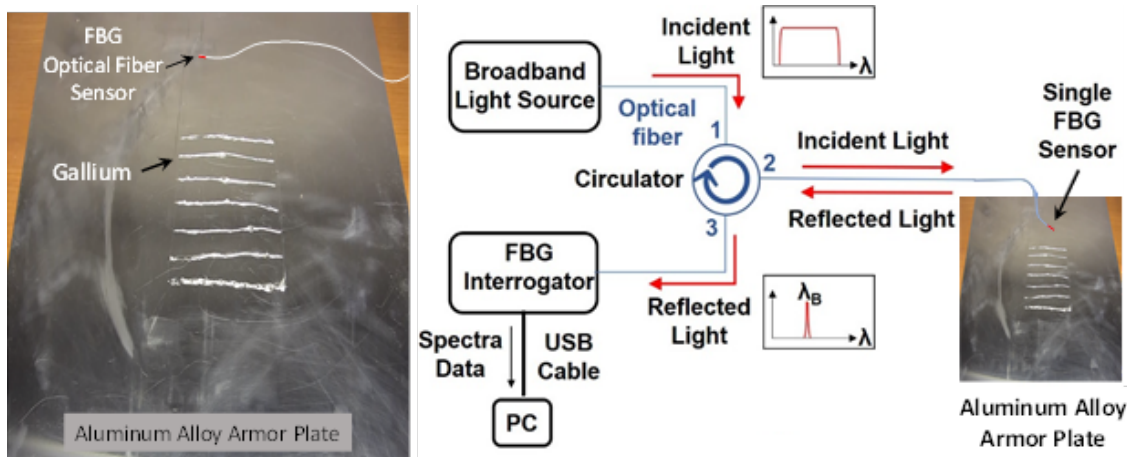 FBG
Optical Fiber
Sensor
Gallium
Aluminum Alloy Armor Plate
Broadband
Light Source
Incident
Light
λ
Optical
fiber
1
Circulator
2
3
Incident Light
Reflected Light
Single
FBG
Sensor
FBG
Interrogator
Reflected
Light
λB
λ
Spectra
Data
USB
Cable
PC
Aluminum Alloy
Armor Plate